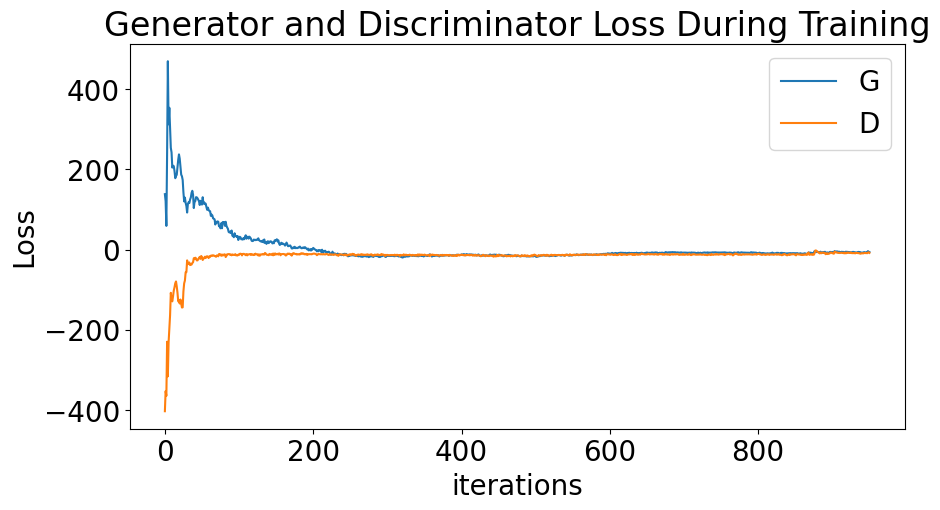 Generator and Discriminator Loss During Training
G
D
Loss
400
200
0
−200
−400
0 200 400 600 800
iterations